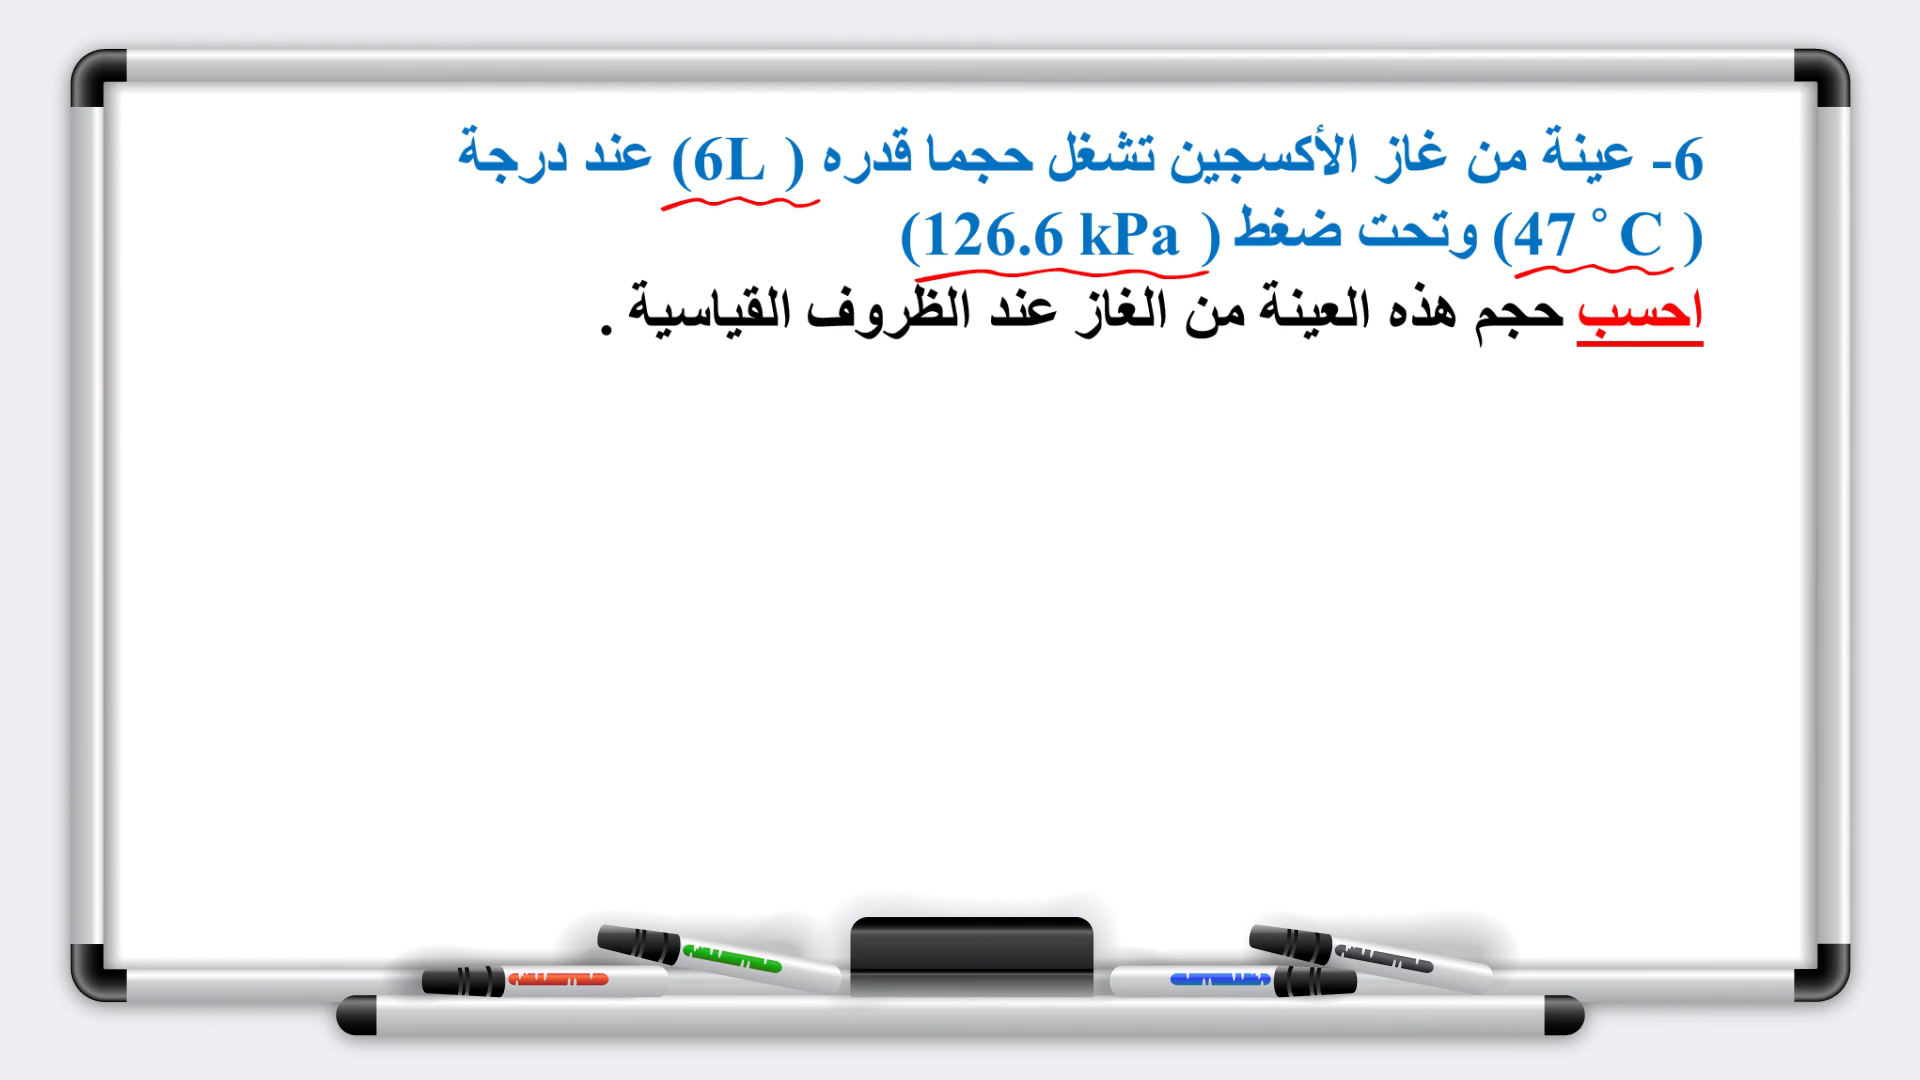 6- عينة من غاز الأكسجين تشغل حجما قدره ( 6L) عند درجة
( 47 °C) وتحت ضغط ( 126.6 kPa)
احسب حجم هذه العينة من الغاز عند الظروف القياسية .